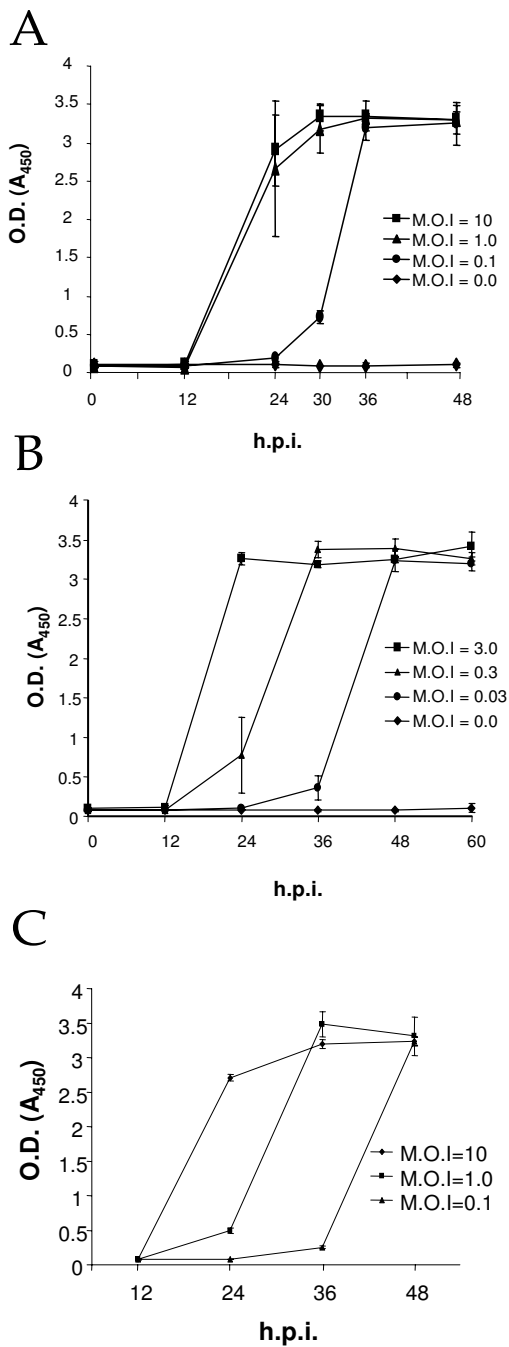 A
4
3.5
3
2.5
2
1.5
1
0.5
0
O.D. (A450)
M.O.I = 10
M.O.I = 1.0
M.O.I = 0.1
M.O.I = 0.0
0 12 24 30 36 48
h.p.i.
B
4
3.5
3
2.5
2
1.5
1
0.5
0
O.D. (A450)
M.O.I = 3.0
M.O.I = 0.3
M.O.I = 0.03
M.O.I = 0.0
0 12 24 36 48 60
h.p.i.
C
4
3.5
3
2.5
2
1.5
1
0.5
0
O.D. (A450)
M.O.I=10
M.O.I=1.0
M.O.I=0.1
12 24 36 48
h.p.i.